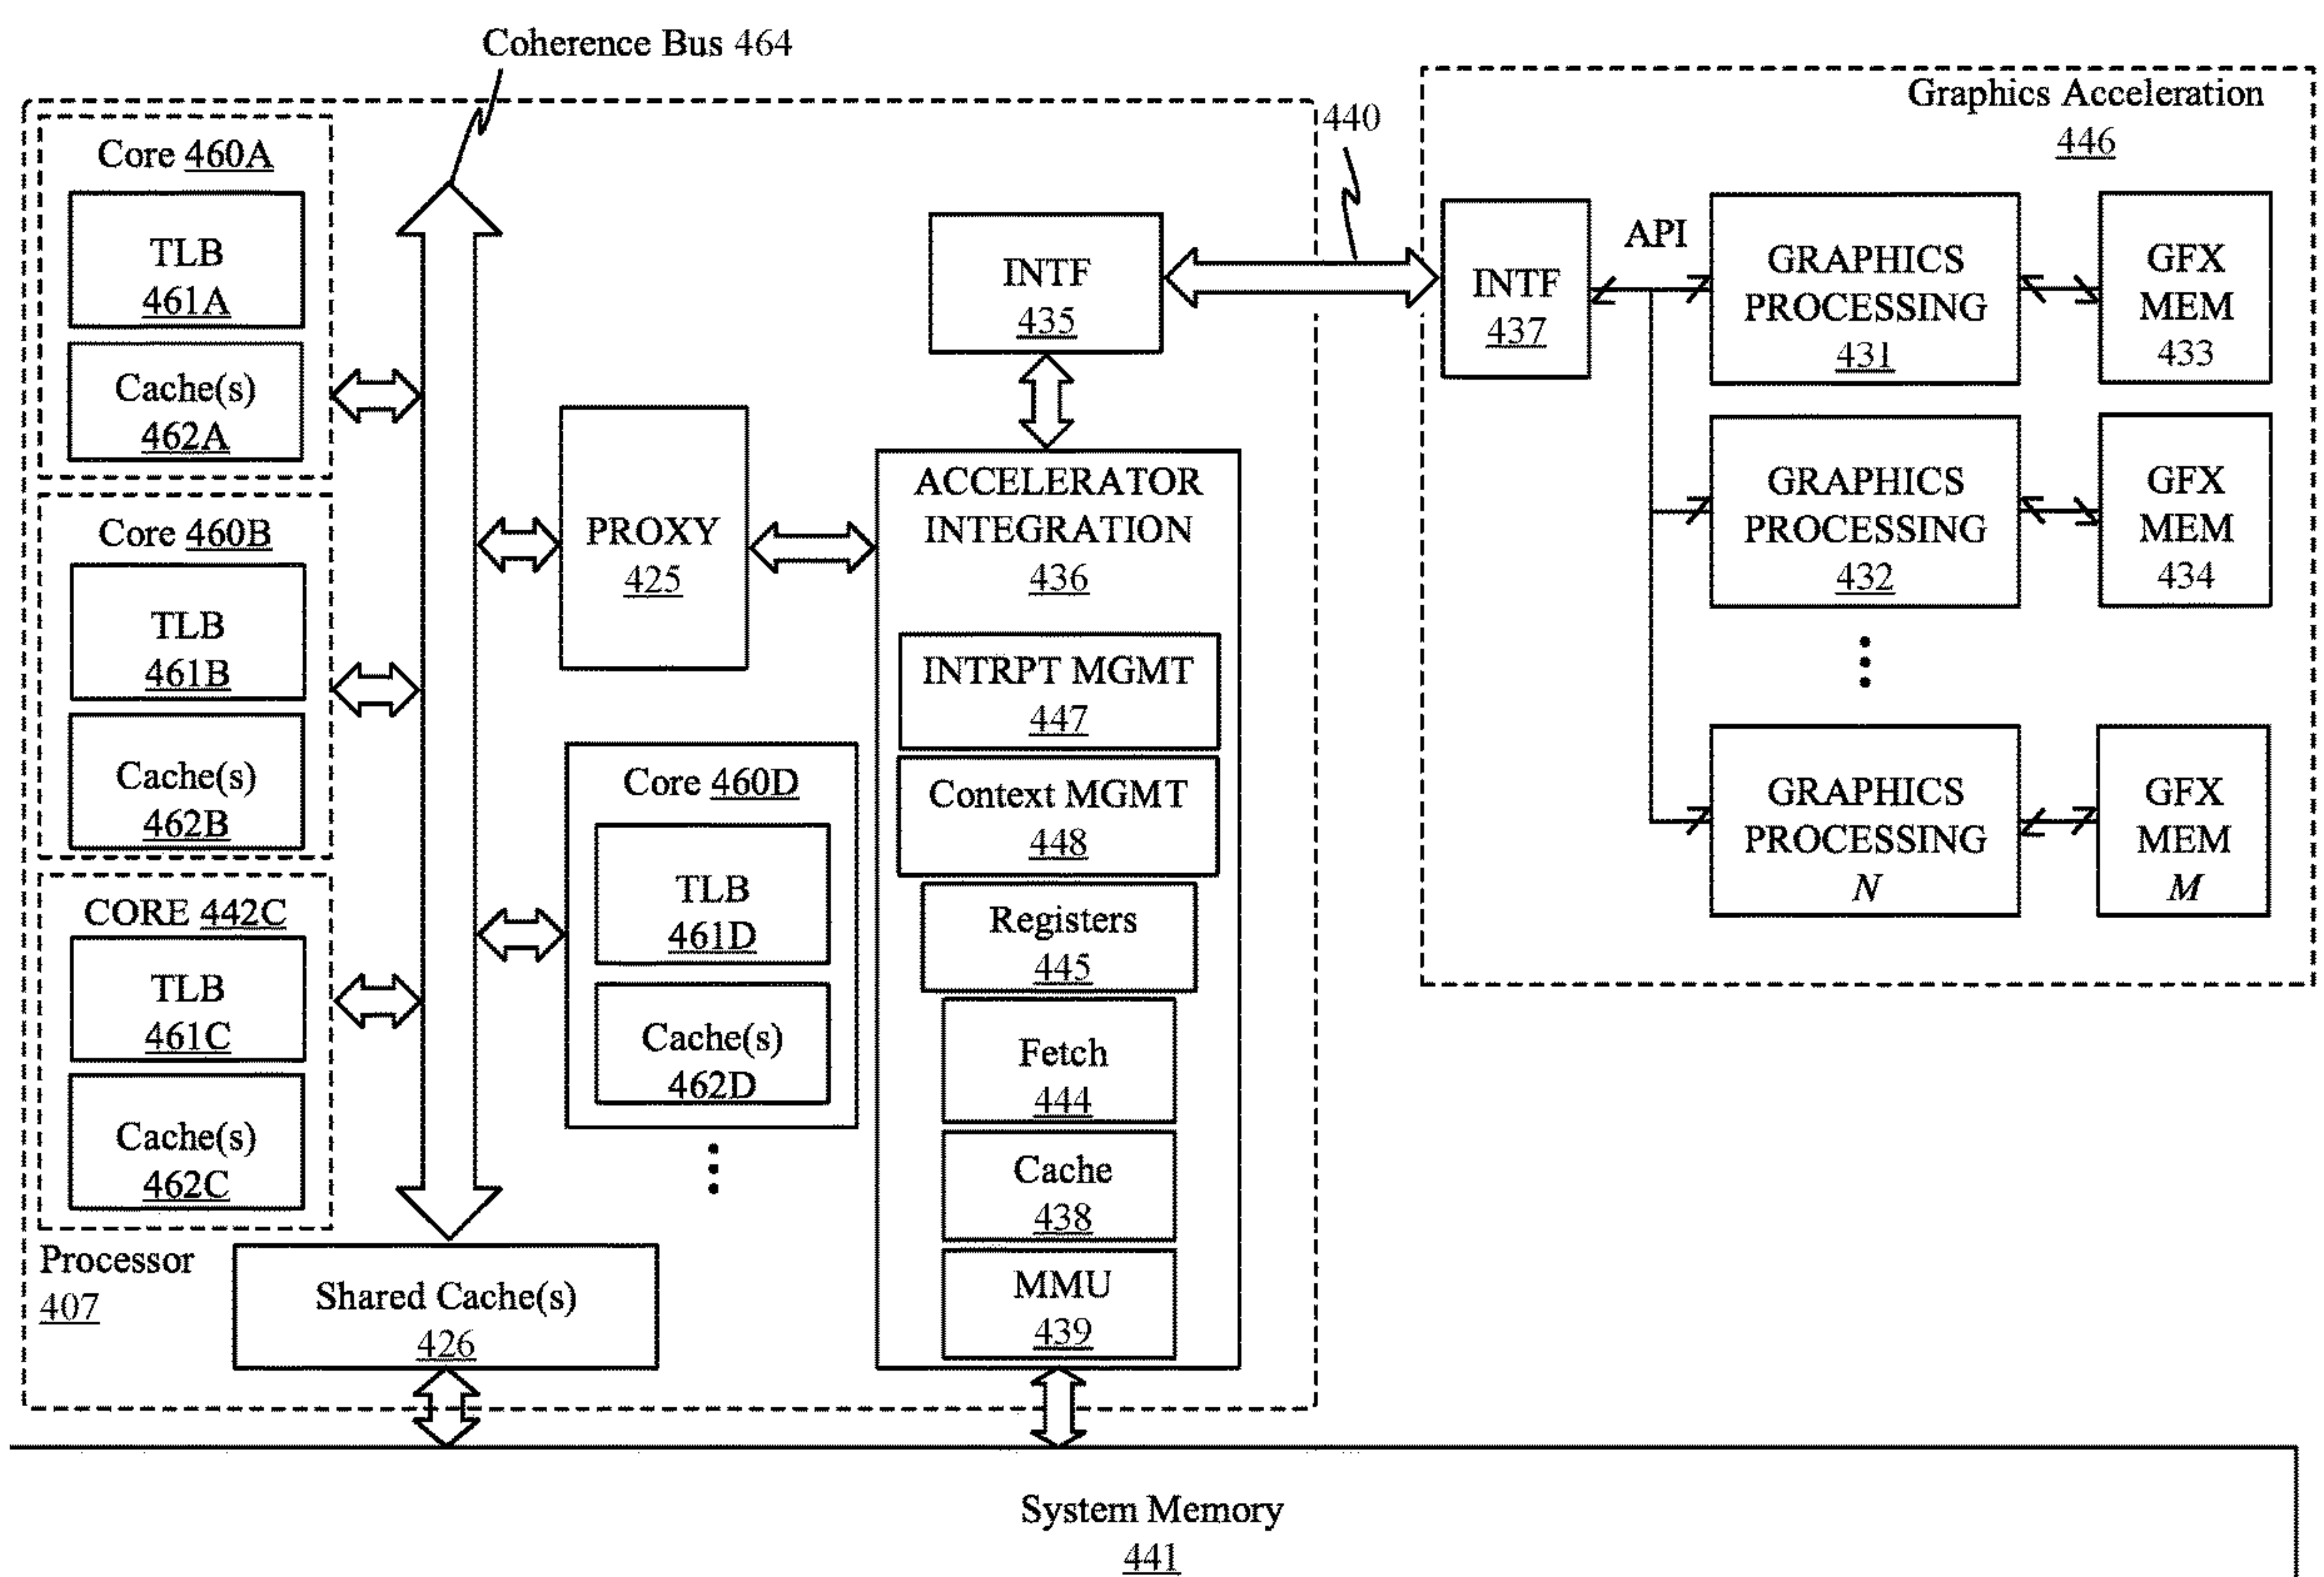 Coherence Bus 464
Core 460A
TLB
461A
Cache(s)
462A
Core 460B
TLB
461B
Cache(s)
462B
CORE 442C
TLB
461C
Cache(s)
462C
Processor
407
Shared Cache(s)
426
PROXY
425
Core 460D
TLB
461D
Cache(s)
462D
INTF
435
ACCELERATOR
INTEGRATION
436
INTRPT MGMT
447
Context MGMT
448
Registers
445
Fetch
444
Cache
438
MMU
439
440
Graphics Acceleration
446
INTF
437
API
GRAPHICS
PROCESSING
431
GFX
MEM
433
GRAPHICS
PROCESSING
432
GFX
MEM
434
GRAPHICS
PROCESSING
N
GFX
MEM
M
System Memory
441